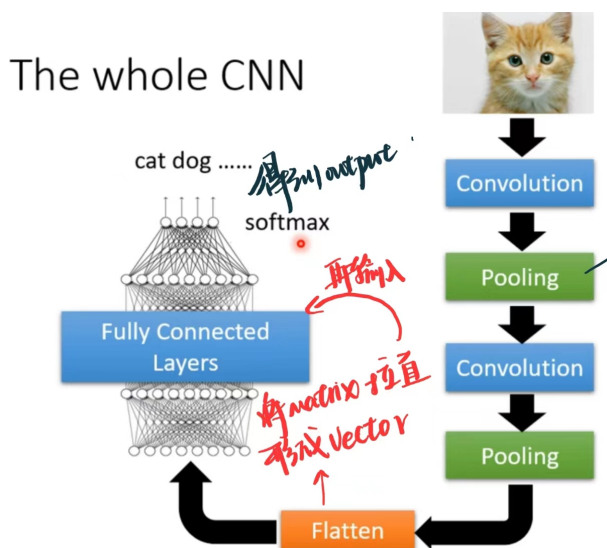 The whole CNN
cat dog ……
得到output
softmax
Convolution
Pooling
再输入
Fully Connected
Layers
Convolution
将matrix拉直
形成vector
Pooling
Flatten